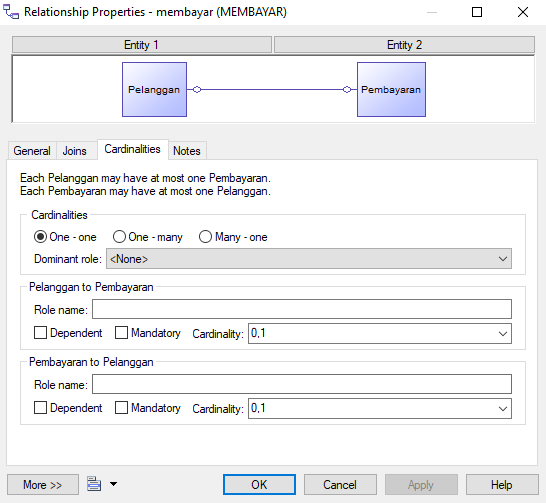 Relationship Properties - membayar (MEMBAYAR)
Entity 1
Entity 2
Pelanggan
Pembayaran
General
Joins
Cardinalities
Notes
Each Pelanggan may have at most one Pembayaran.
Each Pembayaran may have at most one Pelanggan.
Cardinalities
One - one
One - many
Many - one
Dominant role:
<None>
Pelanggan to Pembayaran
Role name:
Dependent
Mandatory
Cardinality:
0,1
Pembayaran to Pelanggan
Role name:
Dependent
Mandatory
Cardinality:
0,1
More >>
OK
Cancel
Apply
Help